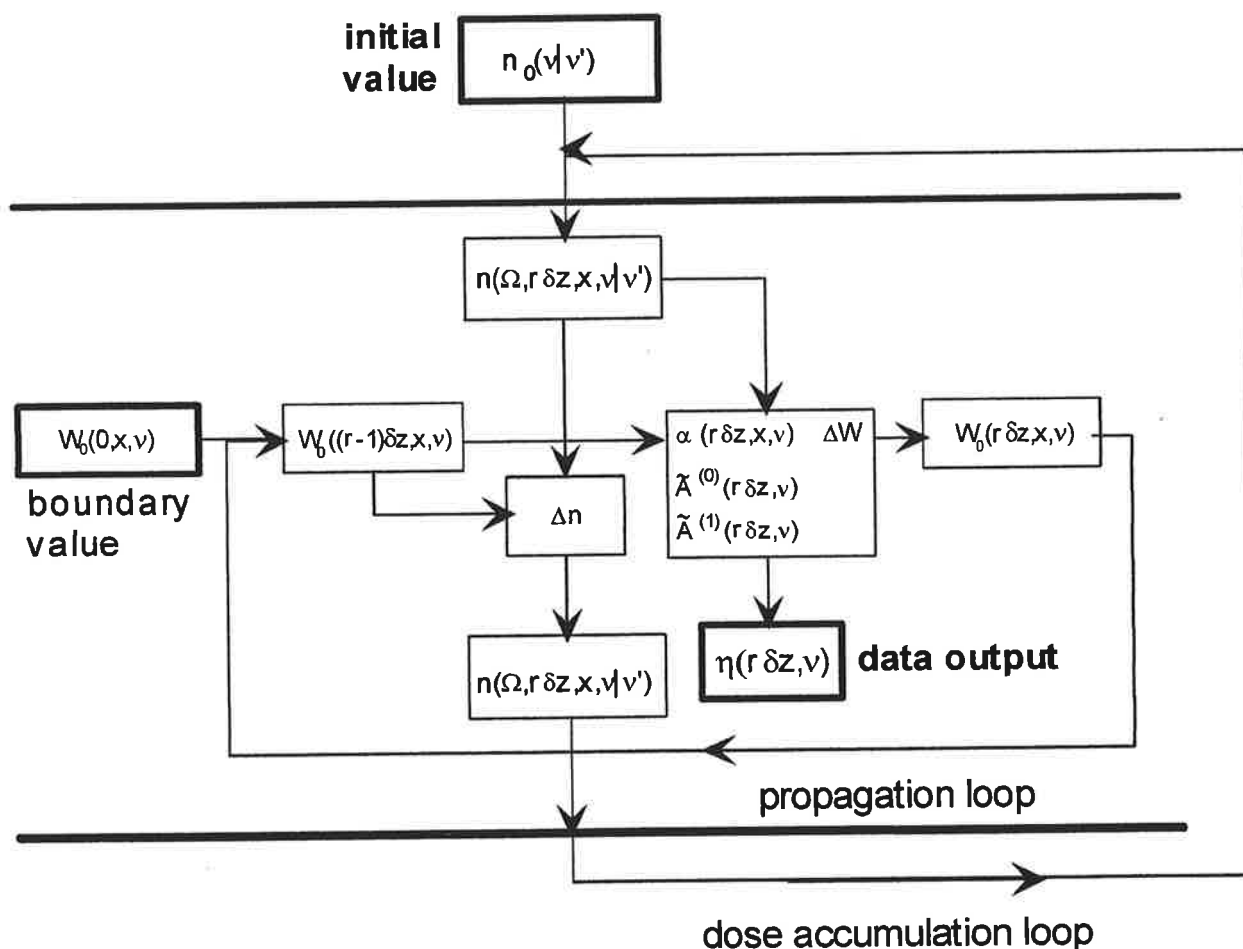 initial
value
n₀(ν|ν')
n(Ω,r δz,x,ν|ν')
W₀(0,x,ν)
boundary
value
W₀((r-1)δz,x,ν)
Δn
α (r δz,x,ν) ΔW
Ã⁽⁰⁾(r δz,ν)
Ã⁽¹⁾(r δz,ν)
W₀(r δz,x,ν)
η(r δz,ν)
data output
n(Ω,r δz,x,ν|ν')
propagation loop
dose accumulation loop